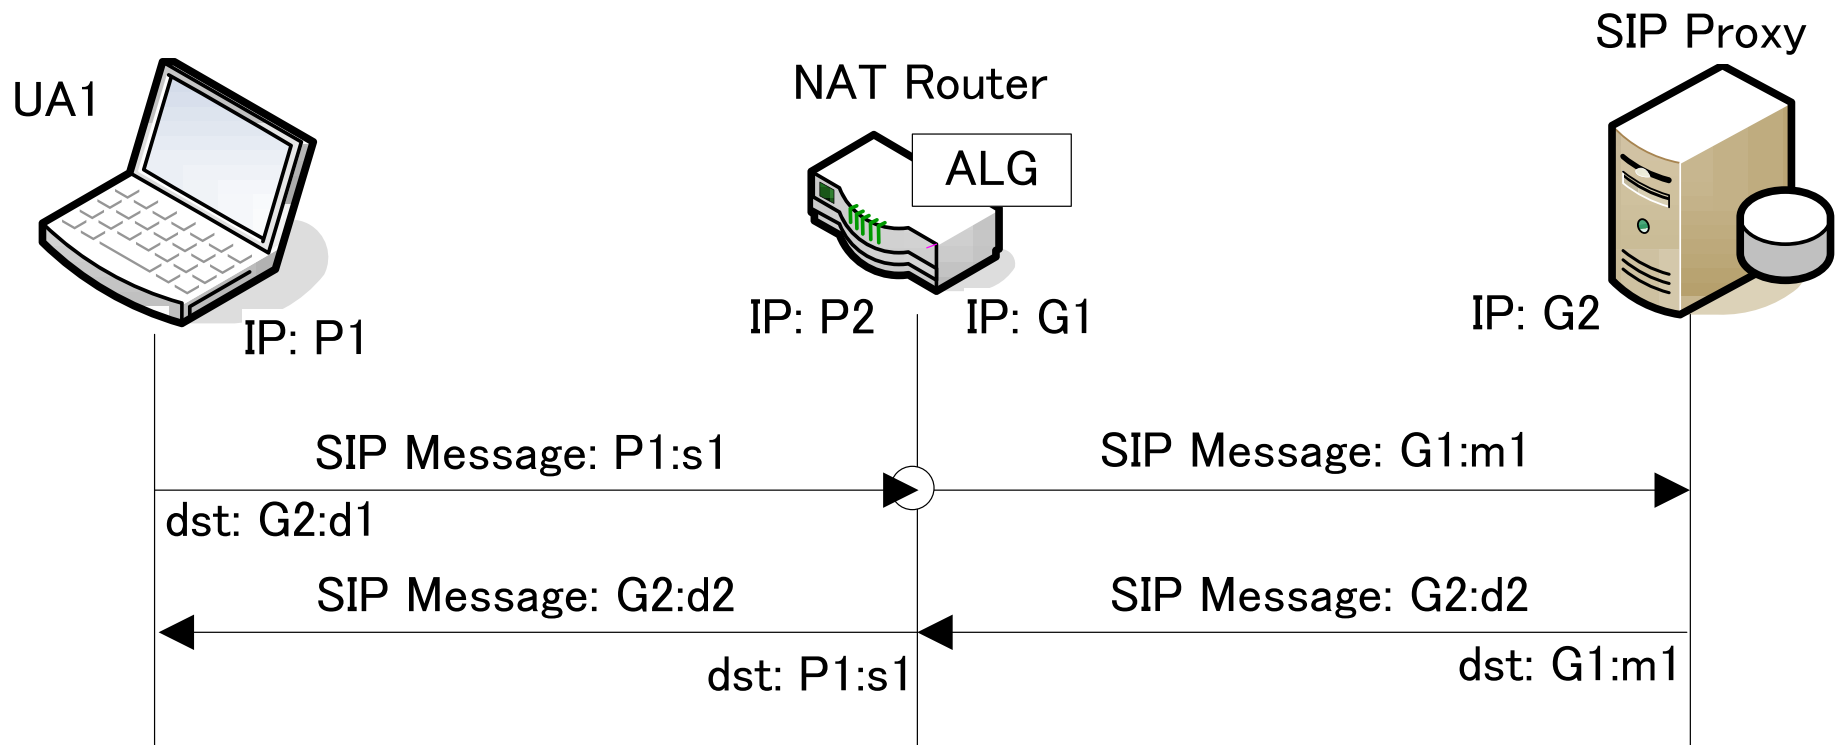 SIP Proxy
NAT Router
UA1
ALG
IP: P1
IP: P2
IP: G1
IP: G2
SIP Message: P1:s1
SIP Message: G1:m1
dst: G2:d1
SIP Message: G2:d2
SIP Message: G2:d2
dst: P1:s1
dst: G1:m1